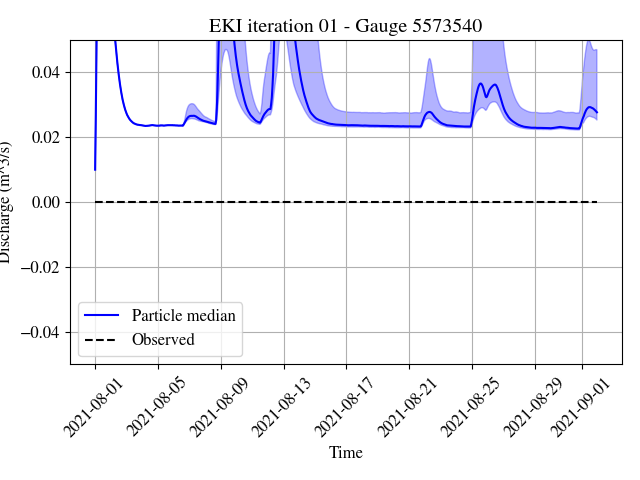 EKI iteration 01 - Gauge 5573540
Discharge (m^3/s)
0.04
0.02
0.00
−0.02
−0.04
Particle median
Observed
2021-08-01
2021-08-05
2021-08-09
2021-08-13
2021-08-17
2021-08-21
2021-08-25
2021-08-29
2021-09-01
Time